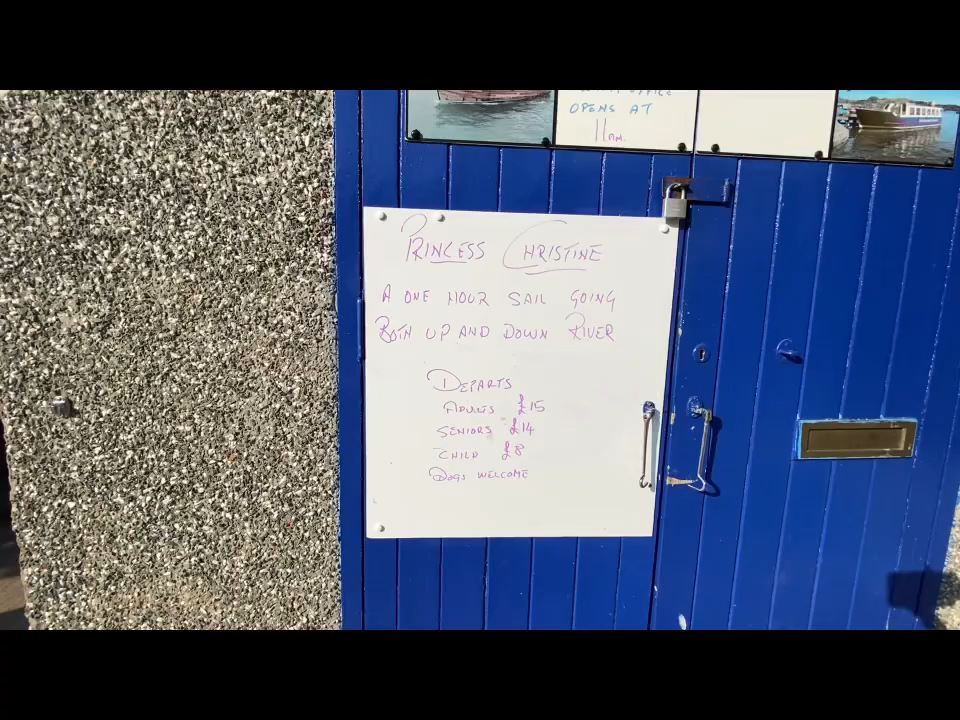 OPENS AT
11AM.
PRINCESS CHRISTINE
A ONE HOUR SAIL GOING
BOTH UP AND DOWN RIVER
DEPARTS
ADULTS £15
SENIORS £14
CHILD £8
DOGS WELCOME